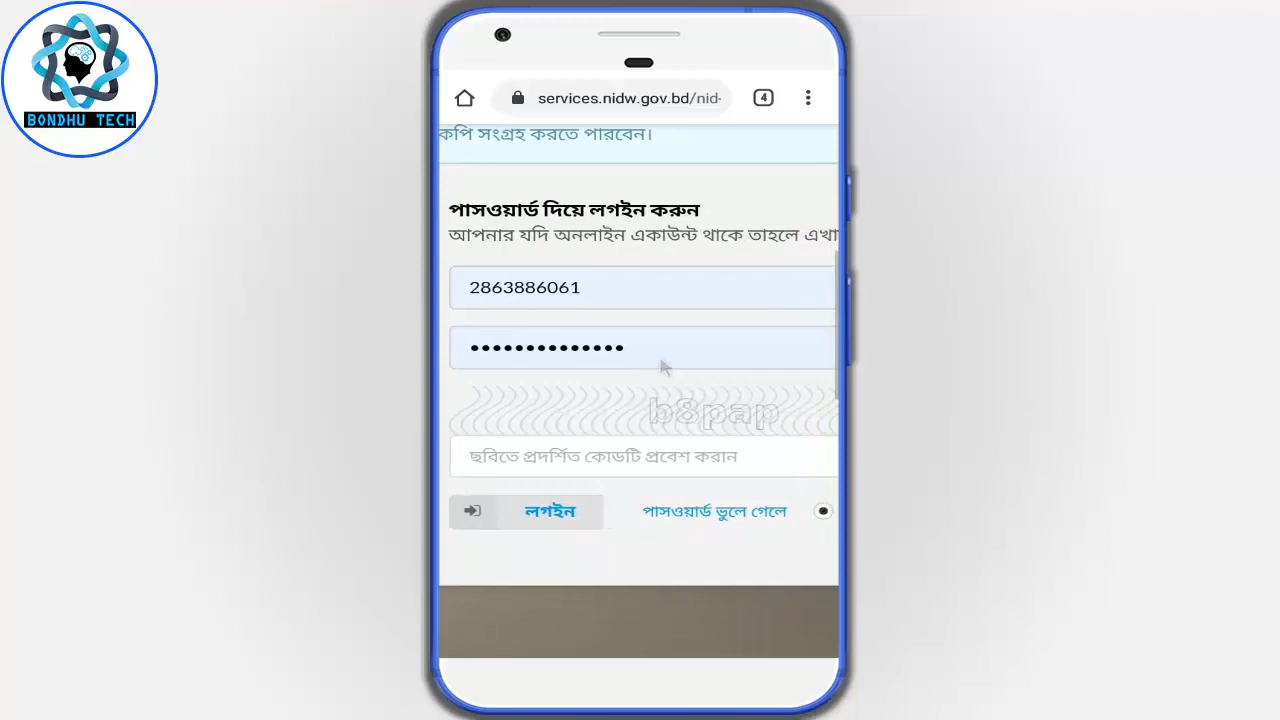 BONDHU TECH
4
services.nidw.gov.bd/nid-
কপি সংগ্রহ করতে পারবেন।
পাসওয়ার্ড দিয়ে লগইন করুন
আপনার যদি অনলাইন একাউন্ট থাকে তাহলে এখা
2863886061
••••••••••••••
b8pap
ছবিতে প্রদর্শিত কোডটি প্রবেশ করান
লগইন
পাসওয়ার্ড ভুলে গেলে